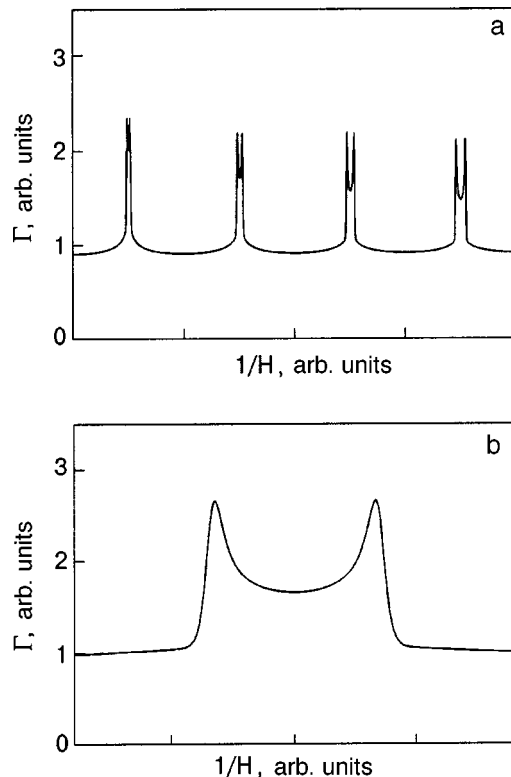 a
3
2
1
0
Γ, arb. units
1/H, arb. units
b
3
2
1
0
Γ, arb. units
1/H, arb. units